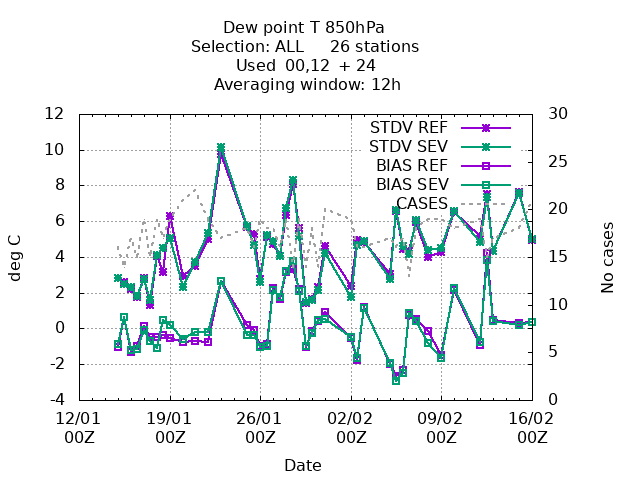 Dew point T 850hPa
Selection: ALL     26 stations
Used  00,12  + 24
Averaging window: 12h
12
10
8
6
4
2
0
-2
-4
deg C
30
25
20
15
10
5
0
No cases
STDV REF
STDV SEV
BIAS REF
BIAS SEV
CASES
12/01 19/01 26/01 02/02 09/02 16/02
00Z 00Z 00Z 00Z 00Z 00Z
Date